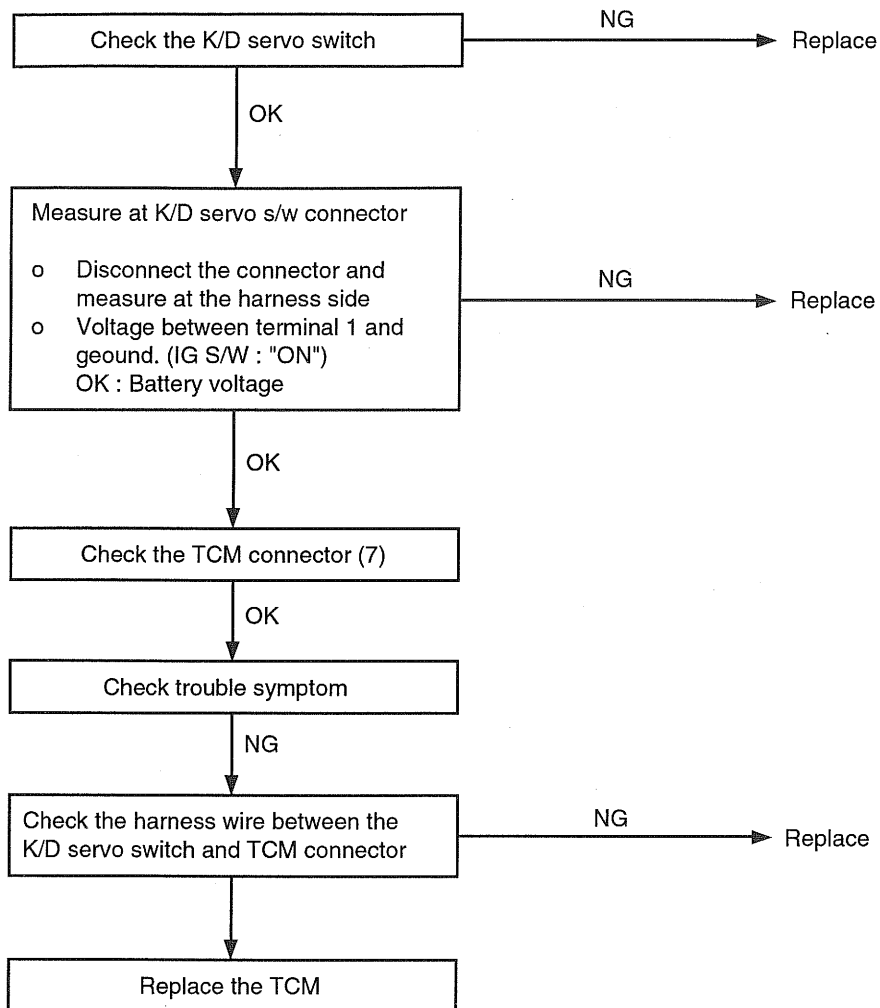 Check the K/D servo switch
NG
Replace
OK
Measure at K/D servo s/w connector
o Disconnect the connector and
measure at the harness side
o Voltage between terminal 1 and
geound. (IG S/W : "ON")
OK : Battery voltage
NG
Replace
OK
Check the TCM connector (7)
OK
Check trouble symptom
NG
Check the harness wire between the
K/D servo switch and TCM connector
NG
Replace
Replace the TCM